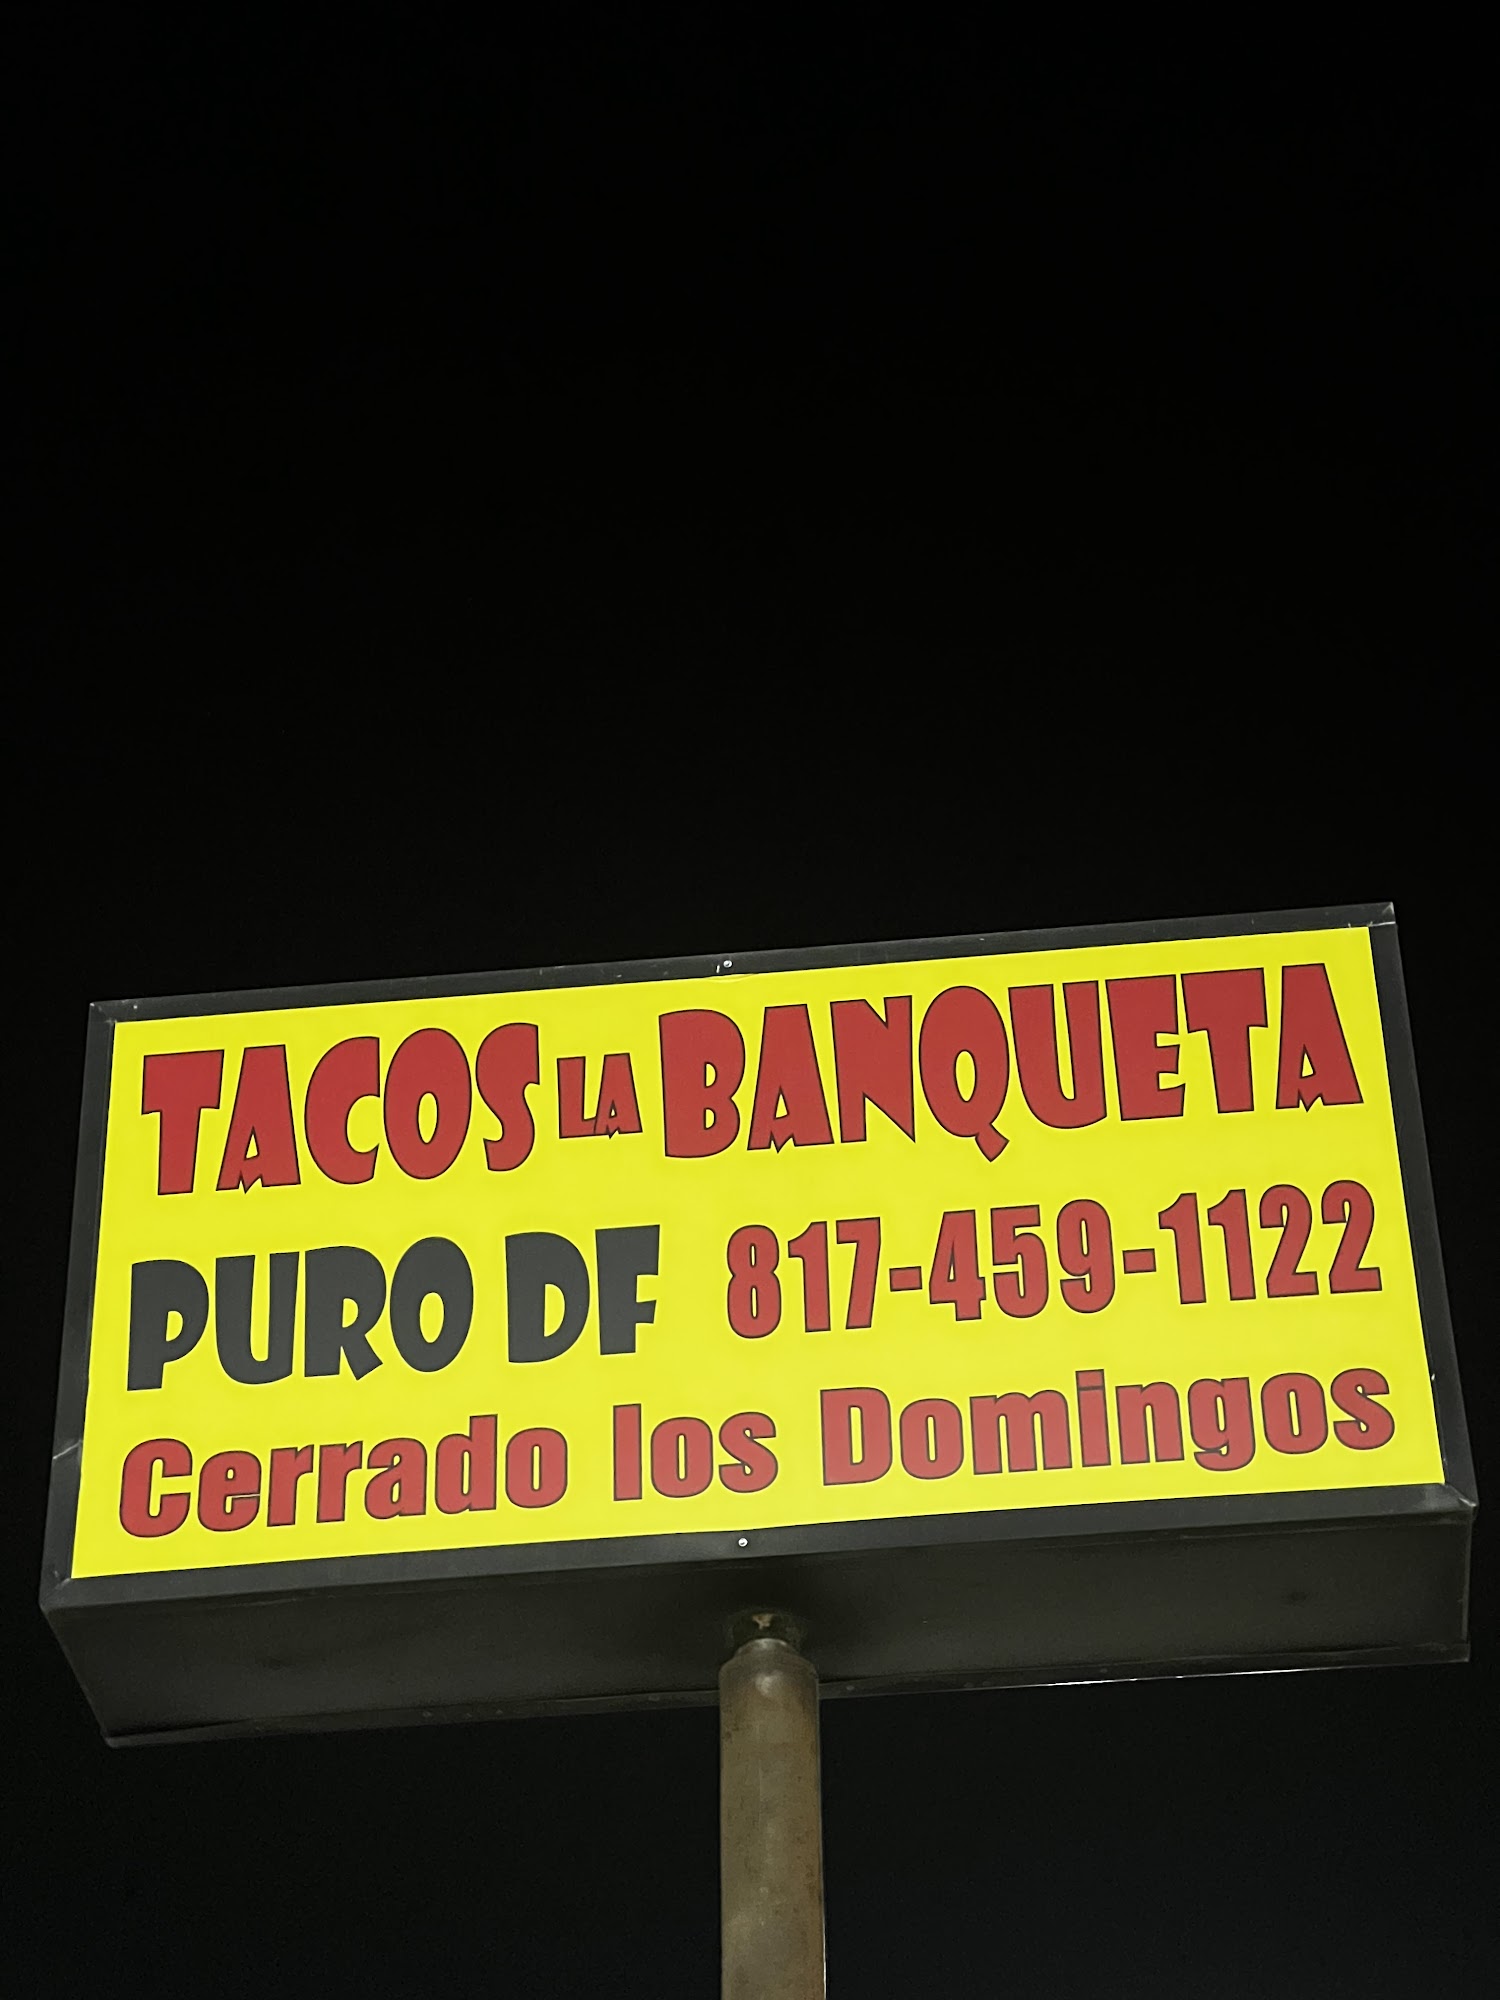 TACOS LA BANQUETA
PURO DF 817-459-1122
Cerrado los Domingos